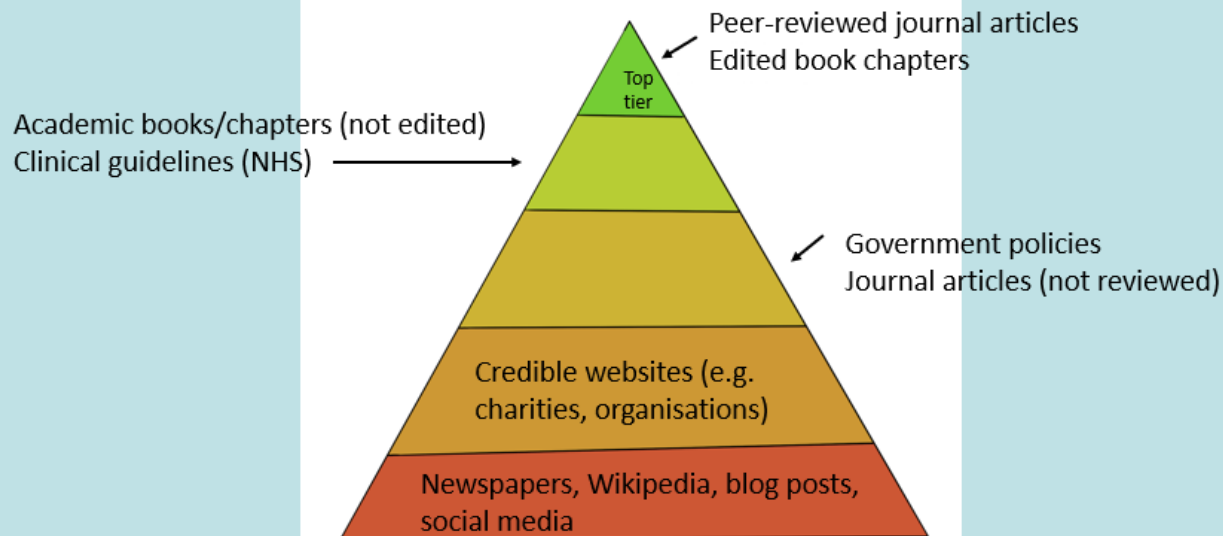 Peer-reviewed journal articles
Edited book chapters
Top
tier
Academic books/chapters (not edited)
Clinical guidelines (NHS)
Government policies
Journal articles (not reviewed)
Credible websites (e.g.
charities, organisations)
Newspapers, Wikipedia, blog posts,
social media